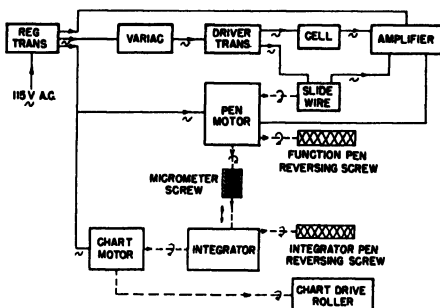 REG
TRANS
VARIAC
DRIVER
TRANS.
CELL
AMPLIFIER
115 V A.C.
SLIDE
WIRE
PEN
MOTOR
FUNCTION PEN
REVERSING SCREW
MICROMETER
SCREW
CHART
MOTOR
INTEGRATOR
INTEGRATOR PEN
REVERSING SCREW
CHART DRIVE
ROLLER